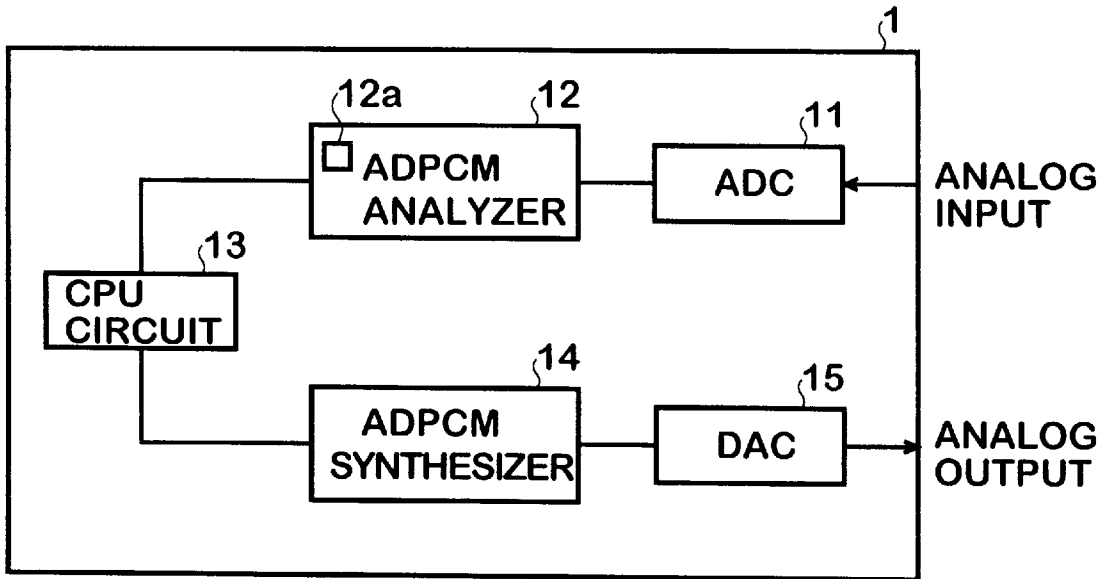 1
12a
12
11
ADPCM
ANALYZER
ADC
ANALOG
INPUT
13
CPU
CIRCUIT
14
15
ADPCM
SYNTHESIZER
DAC
ANALOG
OUTPUT